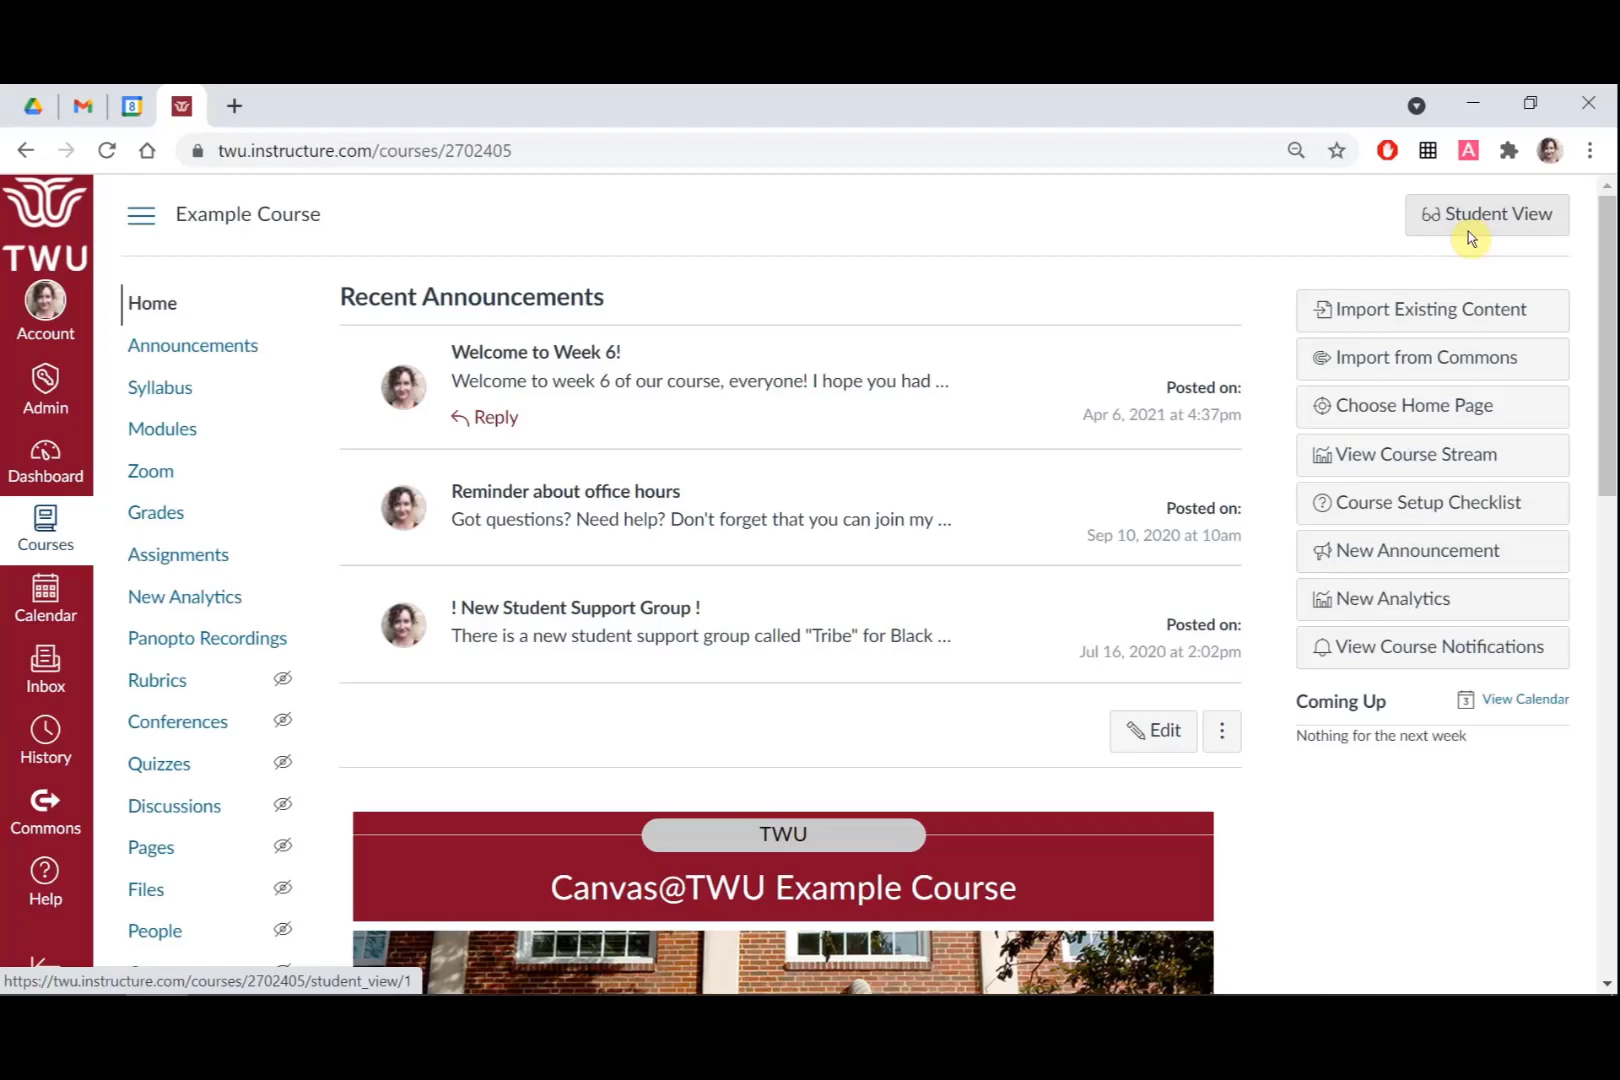 8
twu.instructure.com/courses/2702405
A
TWU
Account
Admin
Dashboard
Courses
Calendar
Inbox
History
Commons
Help
Example Course
Student View
Home
Announcements
Syllabus
Modules
Zoom
Grades
Assignments
New Analytics
Panopto Recordings
Rubrics
Conferences
Quizzes
Discussions
Pages
Files
People
Recent Announcements
Welcome to Week 6!
Welcome to week 6 of our course, everyone! I hope you had ...
Reply
Posted on:
Apr 6, 2021 at 4:37pm
Reminder about office hours
Got questions? Need help? Don't forget that you can join my ...
Posted on:
Sep 10, 2020 at 10am
! New Student Support Group !
There is a new student support group called "Tribe" for Black ...
Posted on:
Jul 16, 2020 at 2:02pm
Edit
TWU
Canvas@TWU Example Course
Import Existing Content
Import from Commons
Choose Home Page
View Course Stream
Course Setup Checklist
New Announcement
New Analytics
View Course Notifications
Coming Up
3 View Calendar
Nothing for the next week
https://twu.instructure.com/courses/2702405/student_view/1